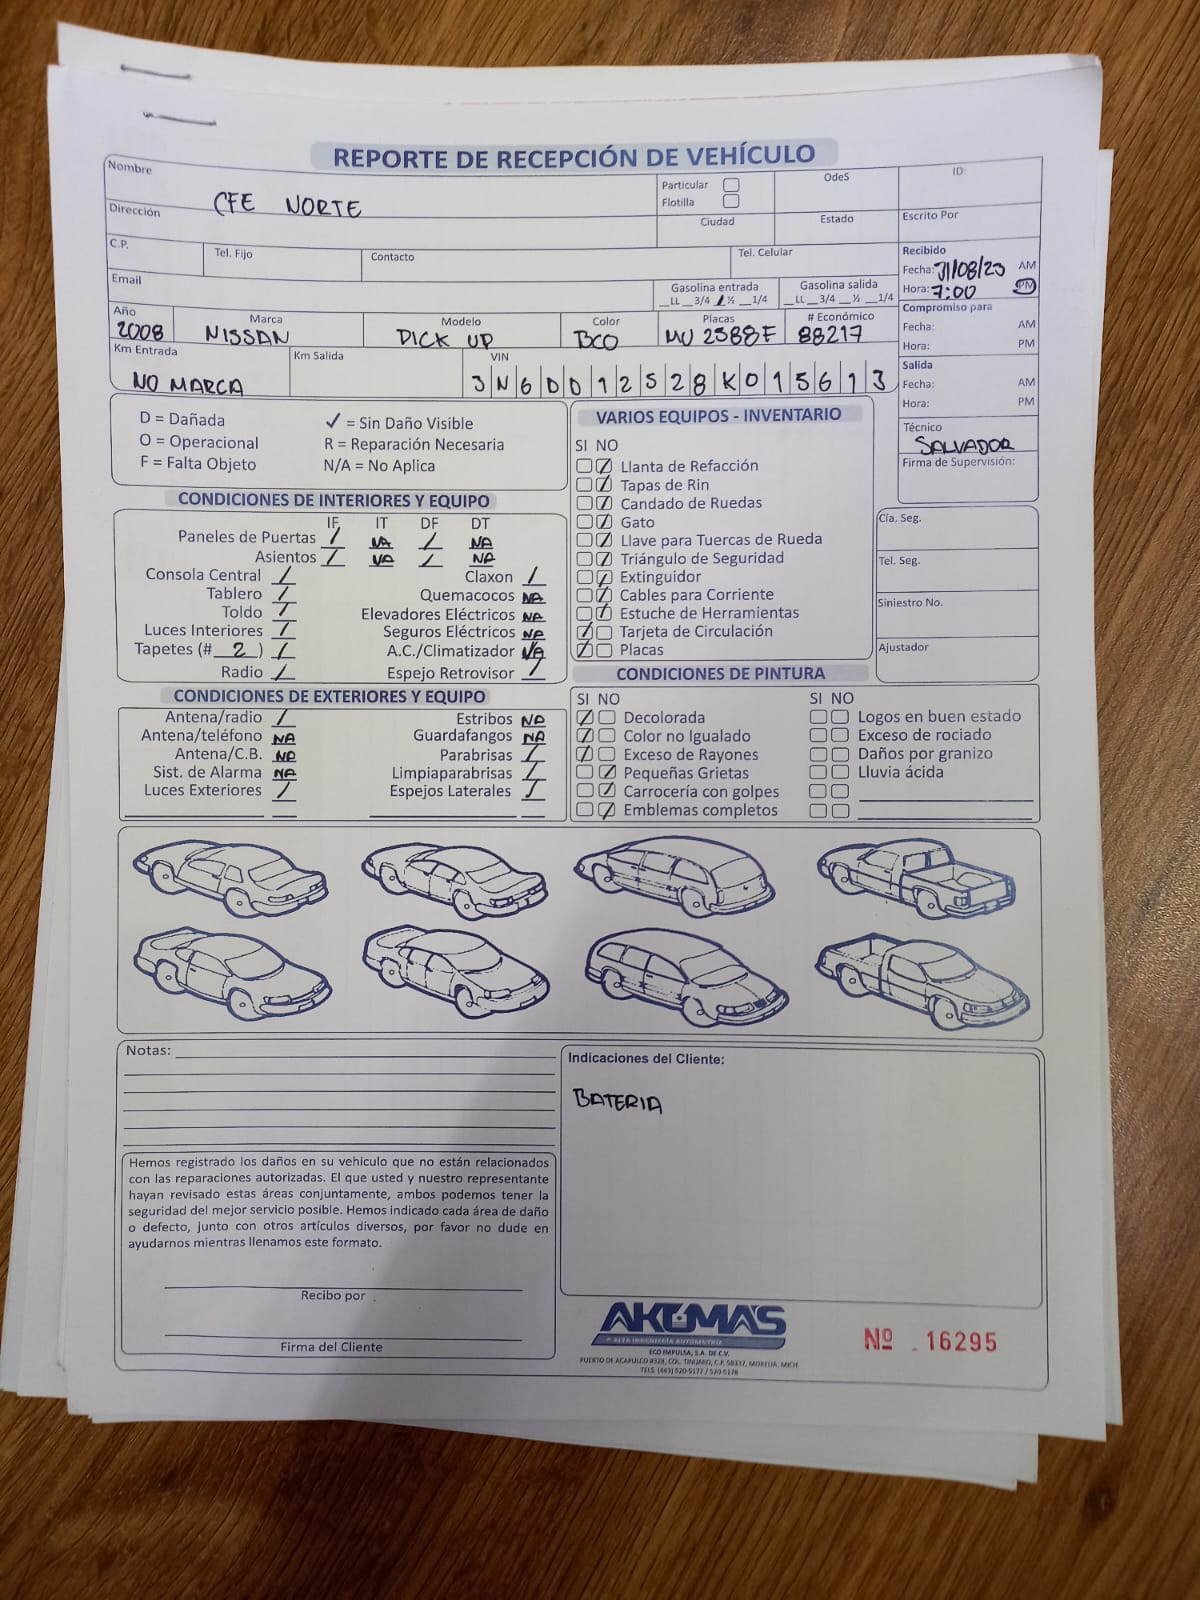 REPORTE DE RECEPCIÓN DE VEHÍCULO
Nombre
CFE NORTE
Particular
Flotilla
OdeS
ID:
Dirección
Ciudad
Estado
Escrito Por
C.P.
Tel. Fijo
Contacto
Tel. Celular
Recibido
Fecha: 31/08/23 AM
Hora: 7:00 PM
Email
Gasolina entrada
__LL __3/4 __½ __1/4
Gasolina salida
__LL __3/4 __½ __1/4
Compromiso para
Fecha: AM
Hora: PM
Año Marca Modelo Color Placas # Económico
2008 NISSAN PICK UP BCO MV 2588F 88217
Km Entrada Km Salida VIN
NO MARCA 3N6DD12S28K015613
Salida
Fecha: AM
Hora: PM
D = Dañada ✓ = Sin Daño Visible
O = Operacional R = Reparación Necesaria
F = Falta Objeto N/A = No Aplica
Técnico
SALVADOR
Firma de Supervisión:
CONDICIONES DE INTERIORES Y EQUIPO
IF IT DF DT
Paneles de Puertas / NA / NA
Asientos / NA / NA
Consola Central / Claxon /
Tablero / Quemacocos NA
Toldo / Elevadores Eléctricos NA
Luces Interiores / Seguros Eléctricos NA
Tapetes (# 2 ) / A.C./Climatizador NA
Radio / Espejo Retrovisor /
VARIOS EQUIPOS - INVENTARIO
SI NO
Llanta de Refacción
Tapas de Rin
Candado de Ruedas
Gato
Llave para Tuercas de Rueda
Triángulo de Seguridad
Extinguidor
Cables para Corriente
Estuche de Herramientas
Tarjeta de Circulación
Placas
Cía. Seg.
Tel. Seg.
Siniestro No.
Ajustador
CONDICIONES DE EXTERIORES Y EQUIPO
Antena/radio / Estribos NA
Antena/teléfono NA Guardafangos NA
Antena/C.B. NA Parabrisas /
Sist. de Alarma NA Limpiaparabrisas /
Luces Exteriores / Espejos Laterales /
CONDICIONES DE PINTURA
SI NO SI NO
Decolorada Logos en buen estado
Color no Igualado Exceso de rociado
Exceso de Rayones Daños por granizo
Pequeñas Grietas Lluvia ácida
Carrocería con golpes
Emblemas completos
Notas:
Indicaciones del Cliente:
BATERIA
Hemos registrado los daños en su vehiculo que no están relacionados
con las reparaciones autorizadas. El que usted y nuestro representante
hayan revisado estas áreas conjuntamente, ambos podemos tener la
seguridad del mejor servicio posible. Hemos indicado cada área de daño
o defecto, junto con otros artículos diversos, por favor no dude en
ayudarnos mientras llenamos este formato.
Recibo por
Firma del Cliente
AKUMA'S
ALTA INGENIERÍA AUTOMOTRIZ
ECO IMPULSA, S.A. DE C.V.
PUERTO DE ACAPULCO #328, COL. TINIJARO, C.P. 58337, MORELIA, MICH
TELS. (443) 520-5177 / 520-5178
Nº 16295